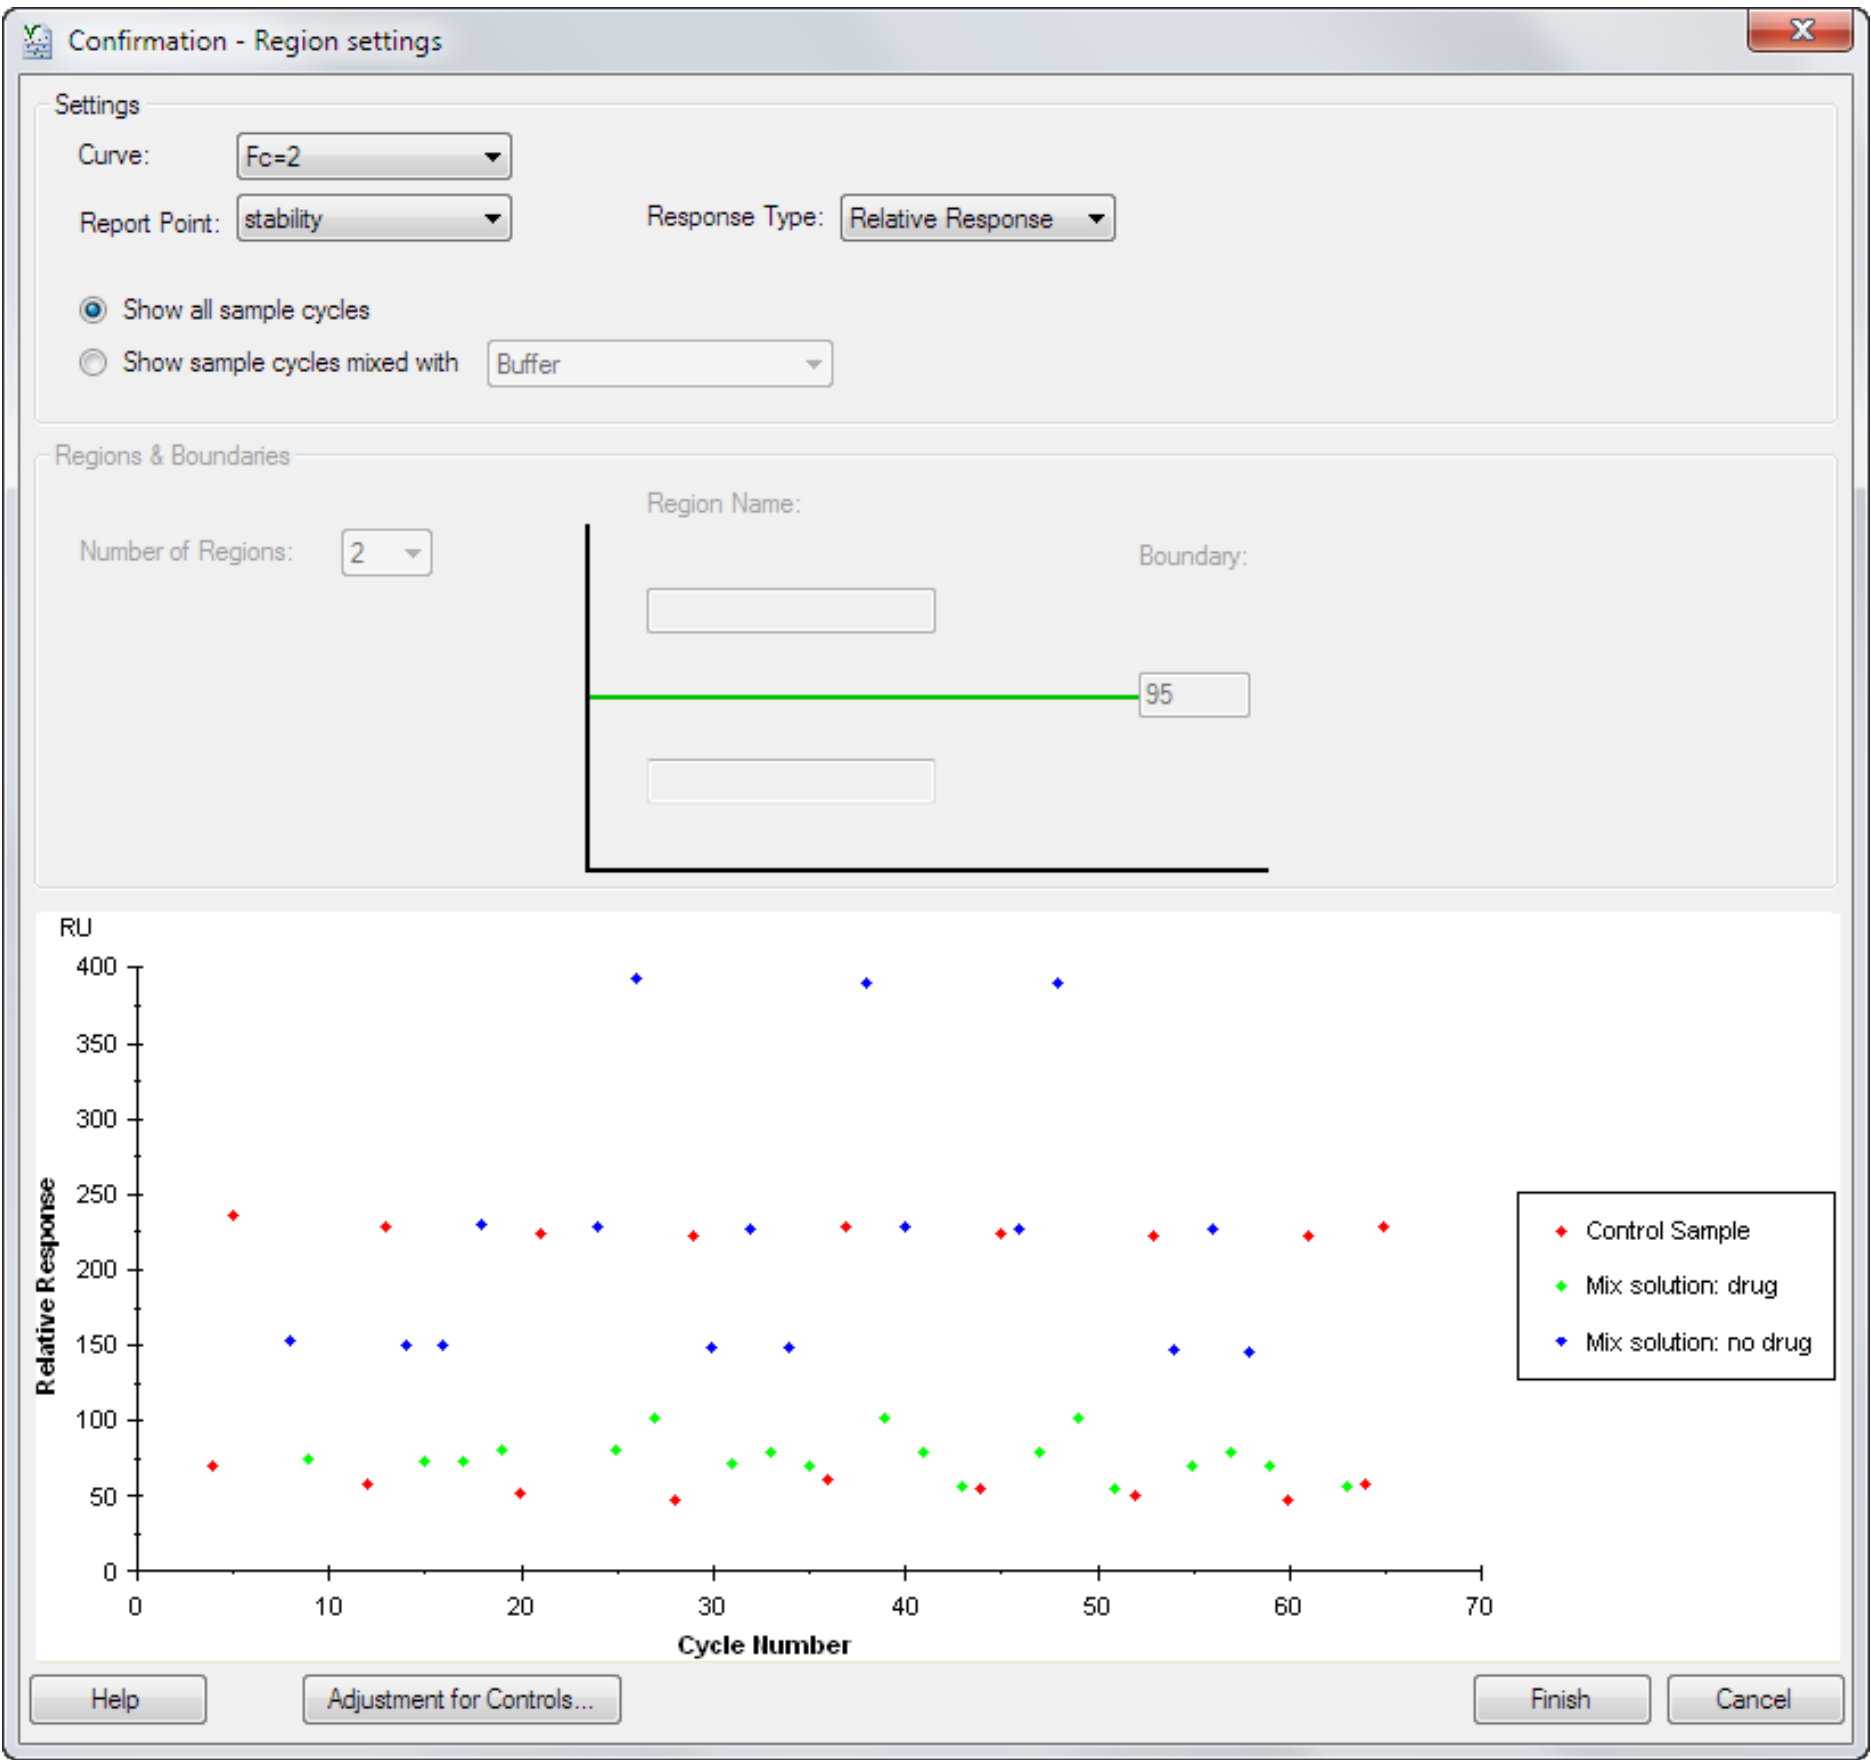 Confirmation - Region settings
Settings
Curve: Fc=2
Report Point: stability Response Type: Relative Response
Show all sample cycles
Show sample cycles mixed with Buffer
Regions & Boundaries
Region Name:
Number of Regions: 2 Boundary:
95
RU
400
350
300
250
200
150
100
50
0
Relative Response
0 10 20 30 40 50 60 70
Cycle Number
Control Sample
Mix solution: drug
Mix solution: no drug
Help Adjustment for Controls... Finish Cancel